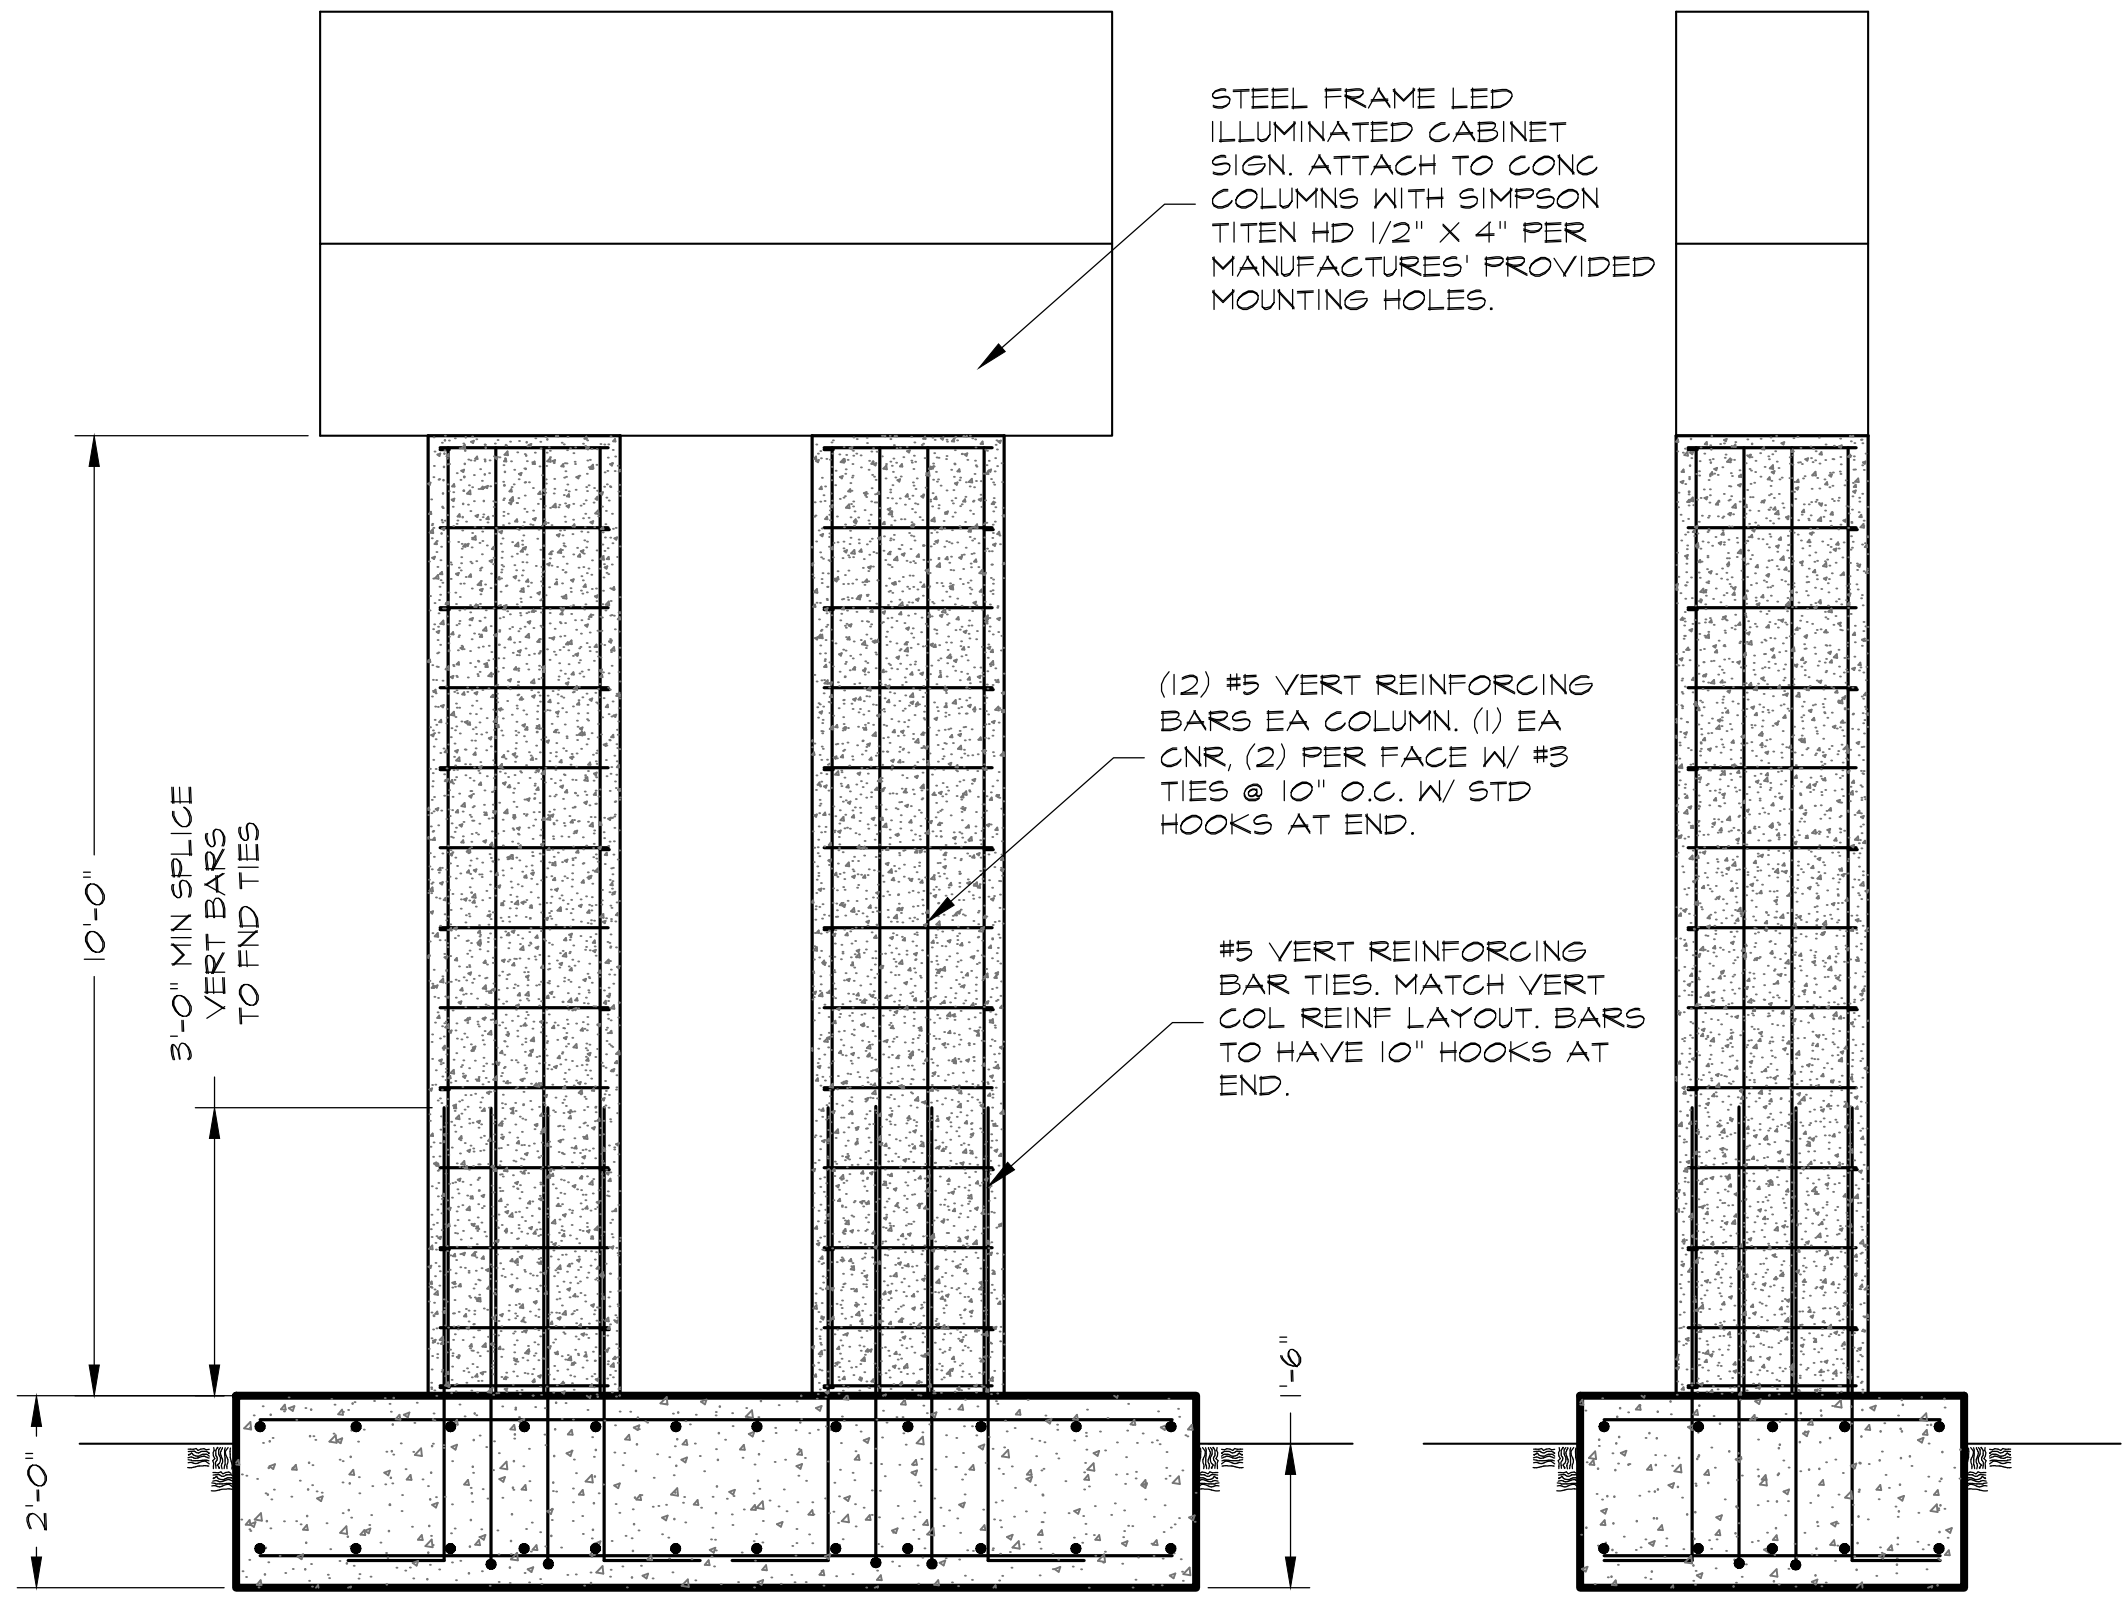 STEEL FRAME LED
ILLUMINATED CABINET
SIGN. ATTACH TO CONC
COLUMNS WITH SIMPSON
TITEN HD 1/2" X 4" PER
MANUFACTURES' PROVIDED
MOUNTING HOLES.
(12) #5 VERT REINFORCING
BARS EA COLUMN. (1) EA
CNR, (2) PER FACE W/ #3
TIES @ 10" O.C. W/ STD
HOOKS AT END.
10'-0"
3'-0" MIN SPLICE
VERT BARS
TO FND TIES
#5 VERT REINFORCING
BAR TIES. MATCH VERT
COL REINF LAYOUT. BARS
TO HAVE 10" HOOKS AT
END.
1'-6"
2'-0"